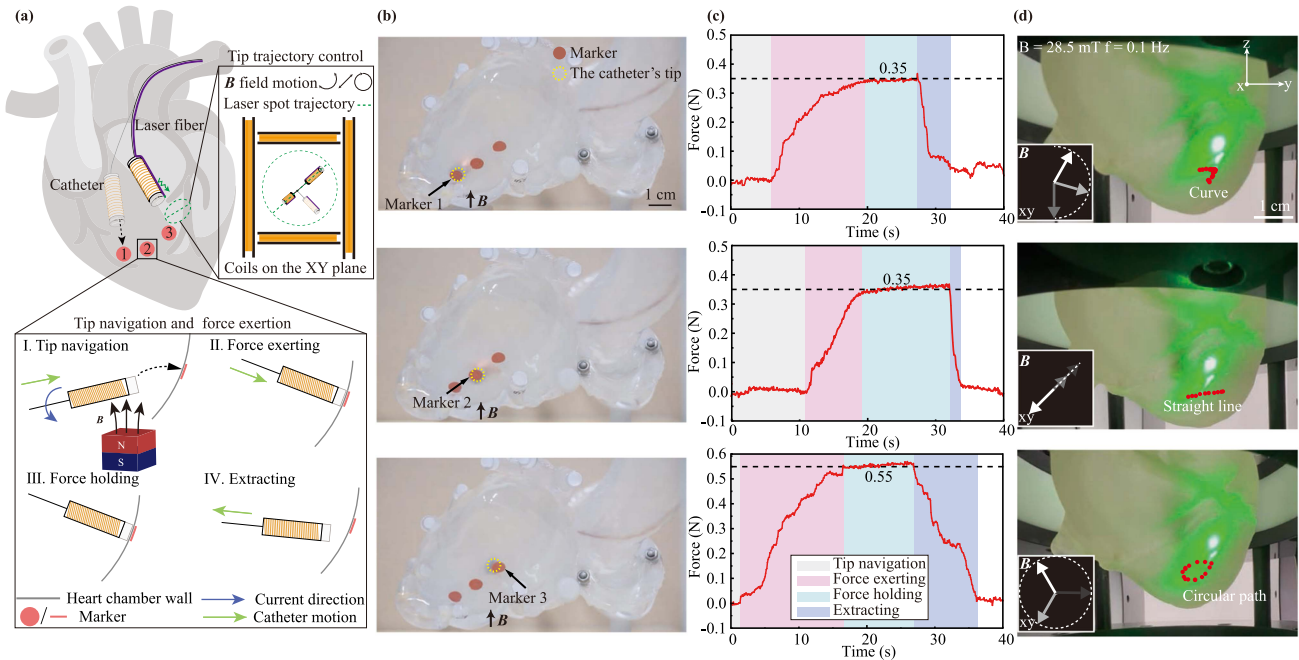 (a)
Tip trajectory control
B field motion
Laser spot trajectory
Laser fiber
Catheter
1
2
3
Coils on the XY plane
Tip navigation and force exertion
I. Tip navigation
II. Force exerting
B
N
S
III. Force holding
IV. Extracting
Heart chamber wall
Current direction
/ Marker
Catheter motion
(b)
Marker
The catheter's tip
Marker 1
B
1 cm
Marker 2
B
Marker 3
B
(c)
0.5
0.4
0.3
0.2
0.1
0.0
-0.1
Force (N)
0.35
0 10 20 30 40
Time (s)
0.5
0.4
0.3
0.2
0.1
0.0
-0.1
Force (N)
0.35
0 10 20 30 40
Time (s)
0.6
0.5
0.4
0.3
0.2
0.1
0.0
-0.1
Force (N)
0.55
Tip navigation
Force exerting
Force holding
Extracting
0 10 20 30 40
Time (s)
(d)
B = 28.5 mT f = 0.1 Hz
z
x
y
B
xy
Curve
1 cm
B
xy
Straight line
B
xy
Circular path